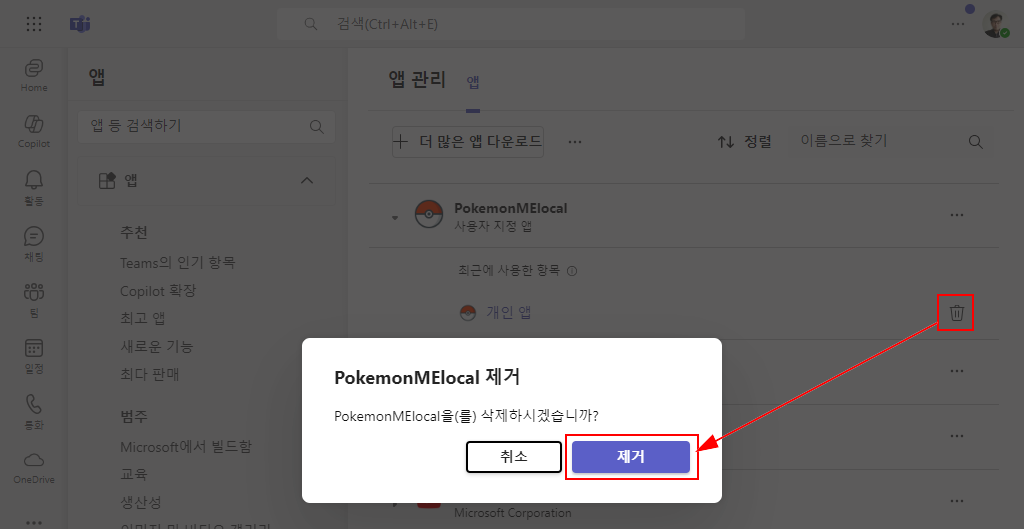 검색(Ctrl+Alt+E)
Home
Copilot
활동
채팅
팀
일정
통화
OneDrive
앱
앱 등 검색하기
앱
추천
Teams의 인기 항목
Copilot 확장
최고 앱
새로운 기능
최다 판매
범주
Microsoft에서 빌드함
교육
생산성
앱 관리
앱
더 많은 앱 다운로드
정렬
이름으로 찾기
PokemonMElocal
사용자 지정 앱
최근에 사용한 항목
개인 앱
PokemonMElocal 제거
PokemonMElocal을(를) 삭제하시겠습니까?
취소
제거
Microsoft Corporation